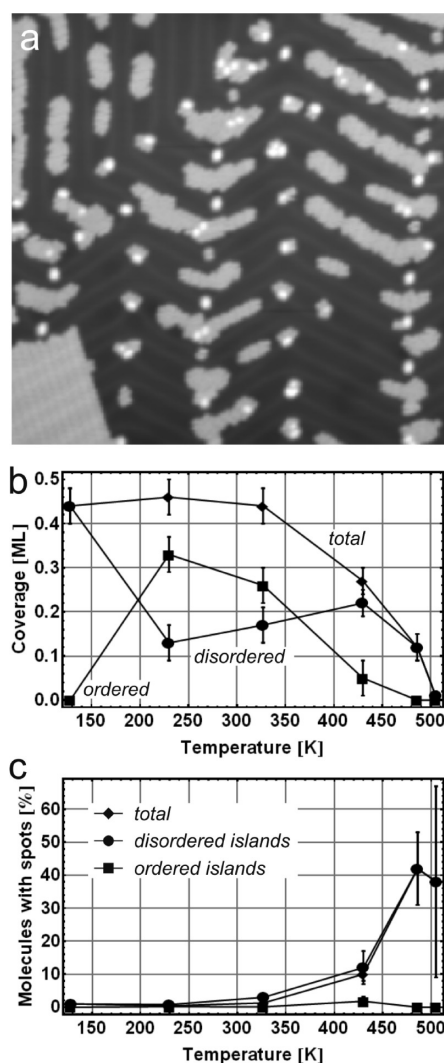 a
b
0.5
0.4
0.3
0.2
0.1
0.0
Coverage [ML]
total
disordered
ordered
150 200 250 300 350 400 450 500
Temperature [K]
c
60
50
40
30
20
10
0
Molecules with spots [%]
total
disordered islands
ordered islands
150 200 250 300 350 400 450 500
Temperature [K]